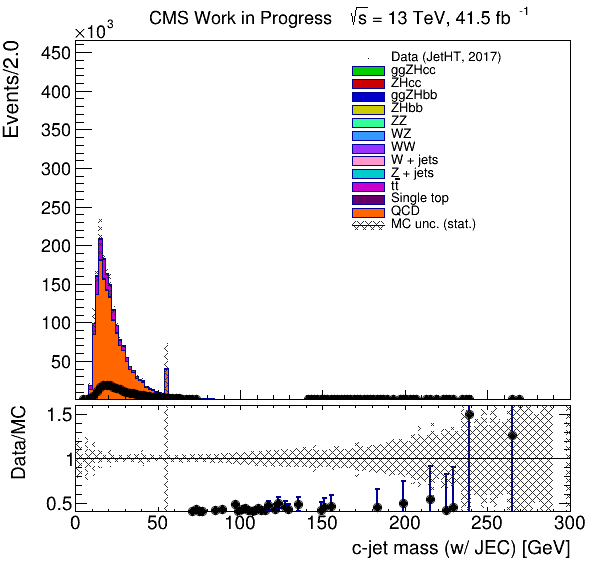 CMS Work in Progress √s = 13 TeV, 41.5 fb⁻¹
×10³
Events/2.0
450
400
350
300
250
200
150
100
50
Data (JetHT, 2017)
ggZHcc
ZHcc
ggZHbb
ZHbb
ZZ
WZ
WW
W + jets
Z + jets
tt̅
Single top
QCD
MC unc. (stat.)
Data/MC
1.5
1
0.5
0 50 100 150 200 250 300
c-jet mass (w/ JEC) [GeV]